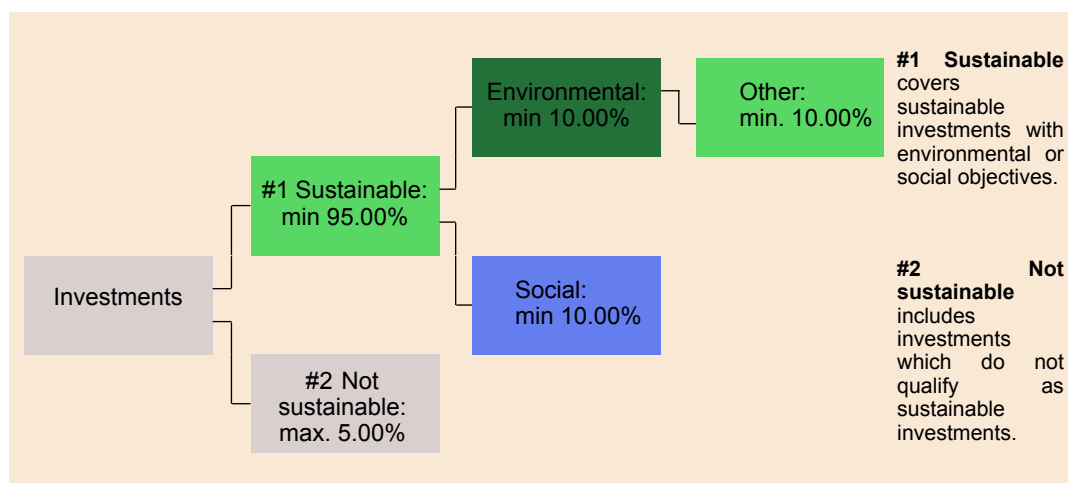 Investments
#1 Sustainable:
min 95.00%
#2 Not
sustainable:
max. 5.00%
Environmental:
min 10.00%
Social:
min 10.00%
Other:
min. 10.00%
#1 Sustainable
covers
sustainable
investments with
environmental or
social objectives.
#2 Not
sustainable
includes
investments
which do not
qualify as
sustainable
investments.